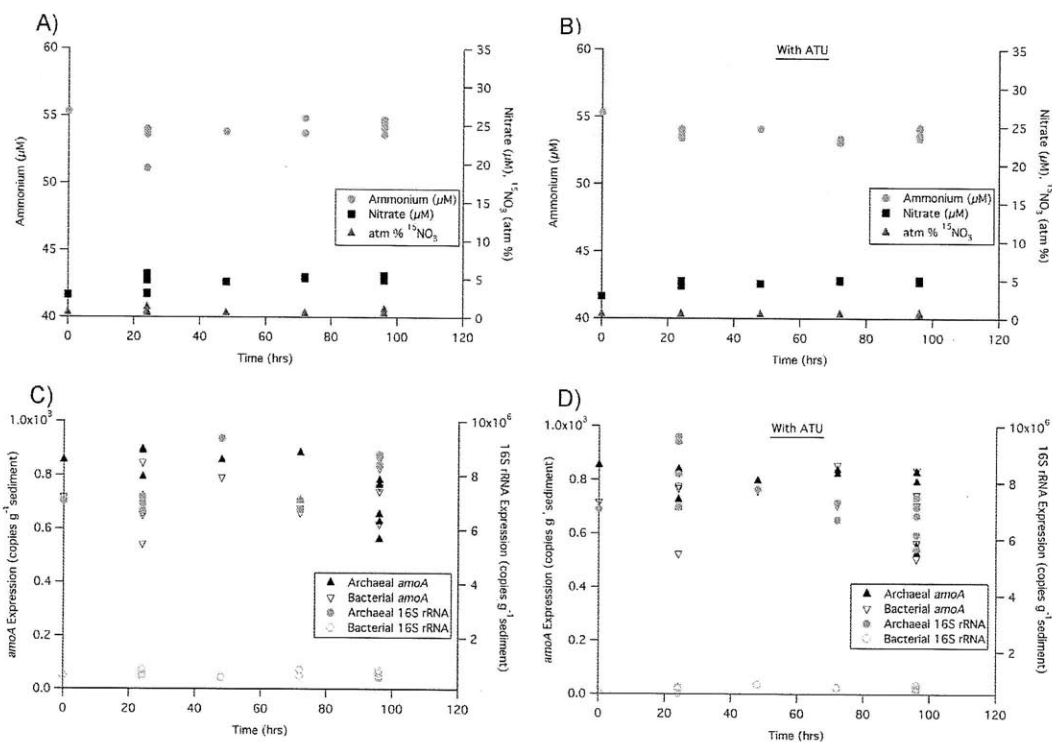 A)
60
55
50
45
40
Ammonium (µM)
35
30
25
20
15
10
5
0
Nitrate (µM), ¹⁵NO₃ (atm %)
Ammonium (µM)
Nitrate (µM)
atm % ¹⁵NO₃
0 20 40 60 80 100 120
Time (hrs)
B)
With ATU
60
55
50
45
40
Ammonium (µM)
35
30
25
20
15
10
5
0
Nitrate (µM), ¹⁵NO₃ (atm %)
Ammonium (µM)
Nitrate (µM)
atm % ¹⁵NO₃
0 20 40 60 80 100 120
Time (hrs)
C)
1.0x10³
0.8
0.6
0.4
0.2
0.0
amoA Expression (copies g⁻¹ sediment)
10x10⁶
8
6
4
2
16S rRNA Expression (copies g⁻¹ sediment)
Archaeal amoA
Bacterial amoA
Archaeal 16S rRNA
Bacterial 16S rRNA
0 20 40 60 80 100 120
Time (hrs)
D)
With ATU
1.0x10³
0.8
0.6
0.4
0.2
0.0
amoA Expression (copies g⁻¹ sediment)
10x10⁶
8
6
4
2
16S rRNA Expression (copies g⁻¹ sediment)
Archaeal amoA
Bacterial amoA
Archaeal 16S rRNA
Bacterial 16S rRNA
0 20 40 60 80 100 120
Time (hrs)